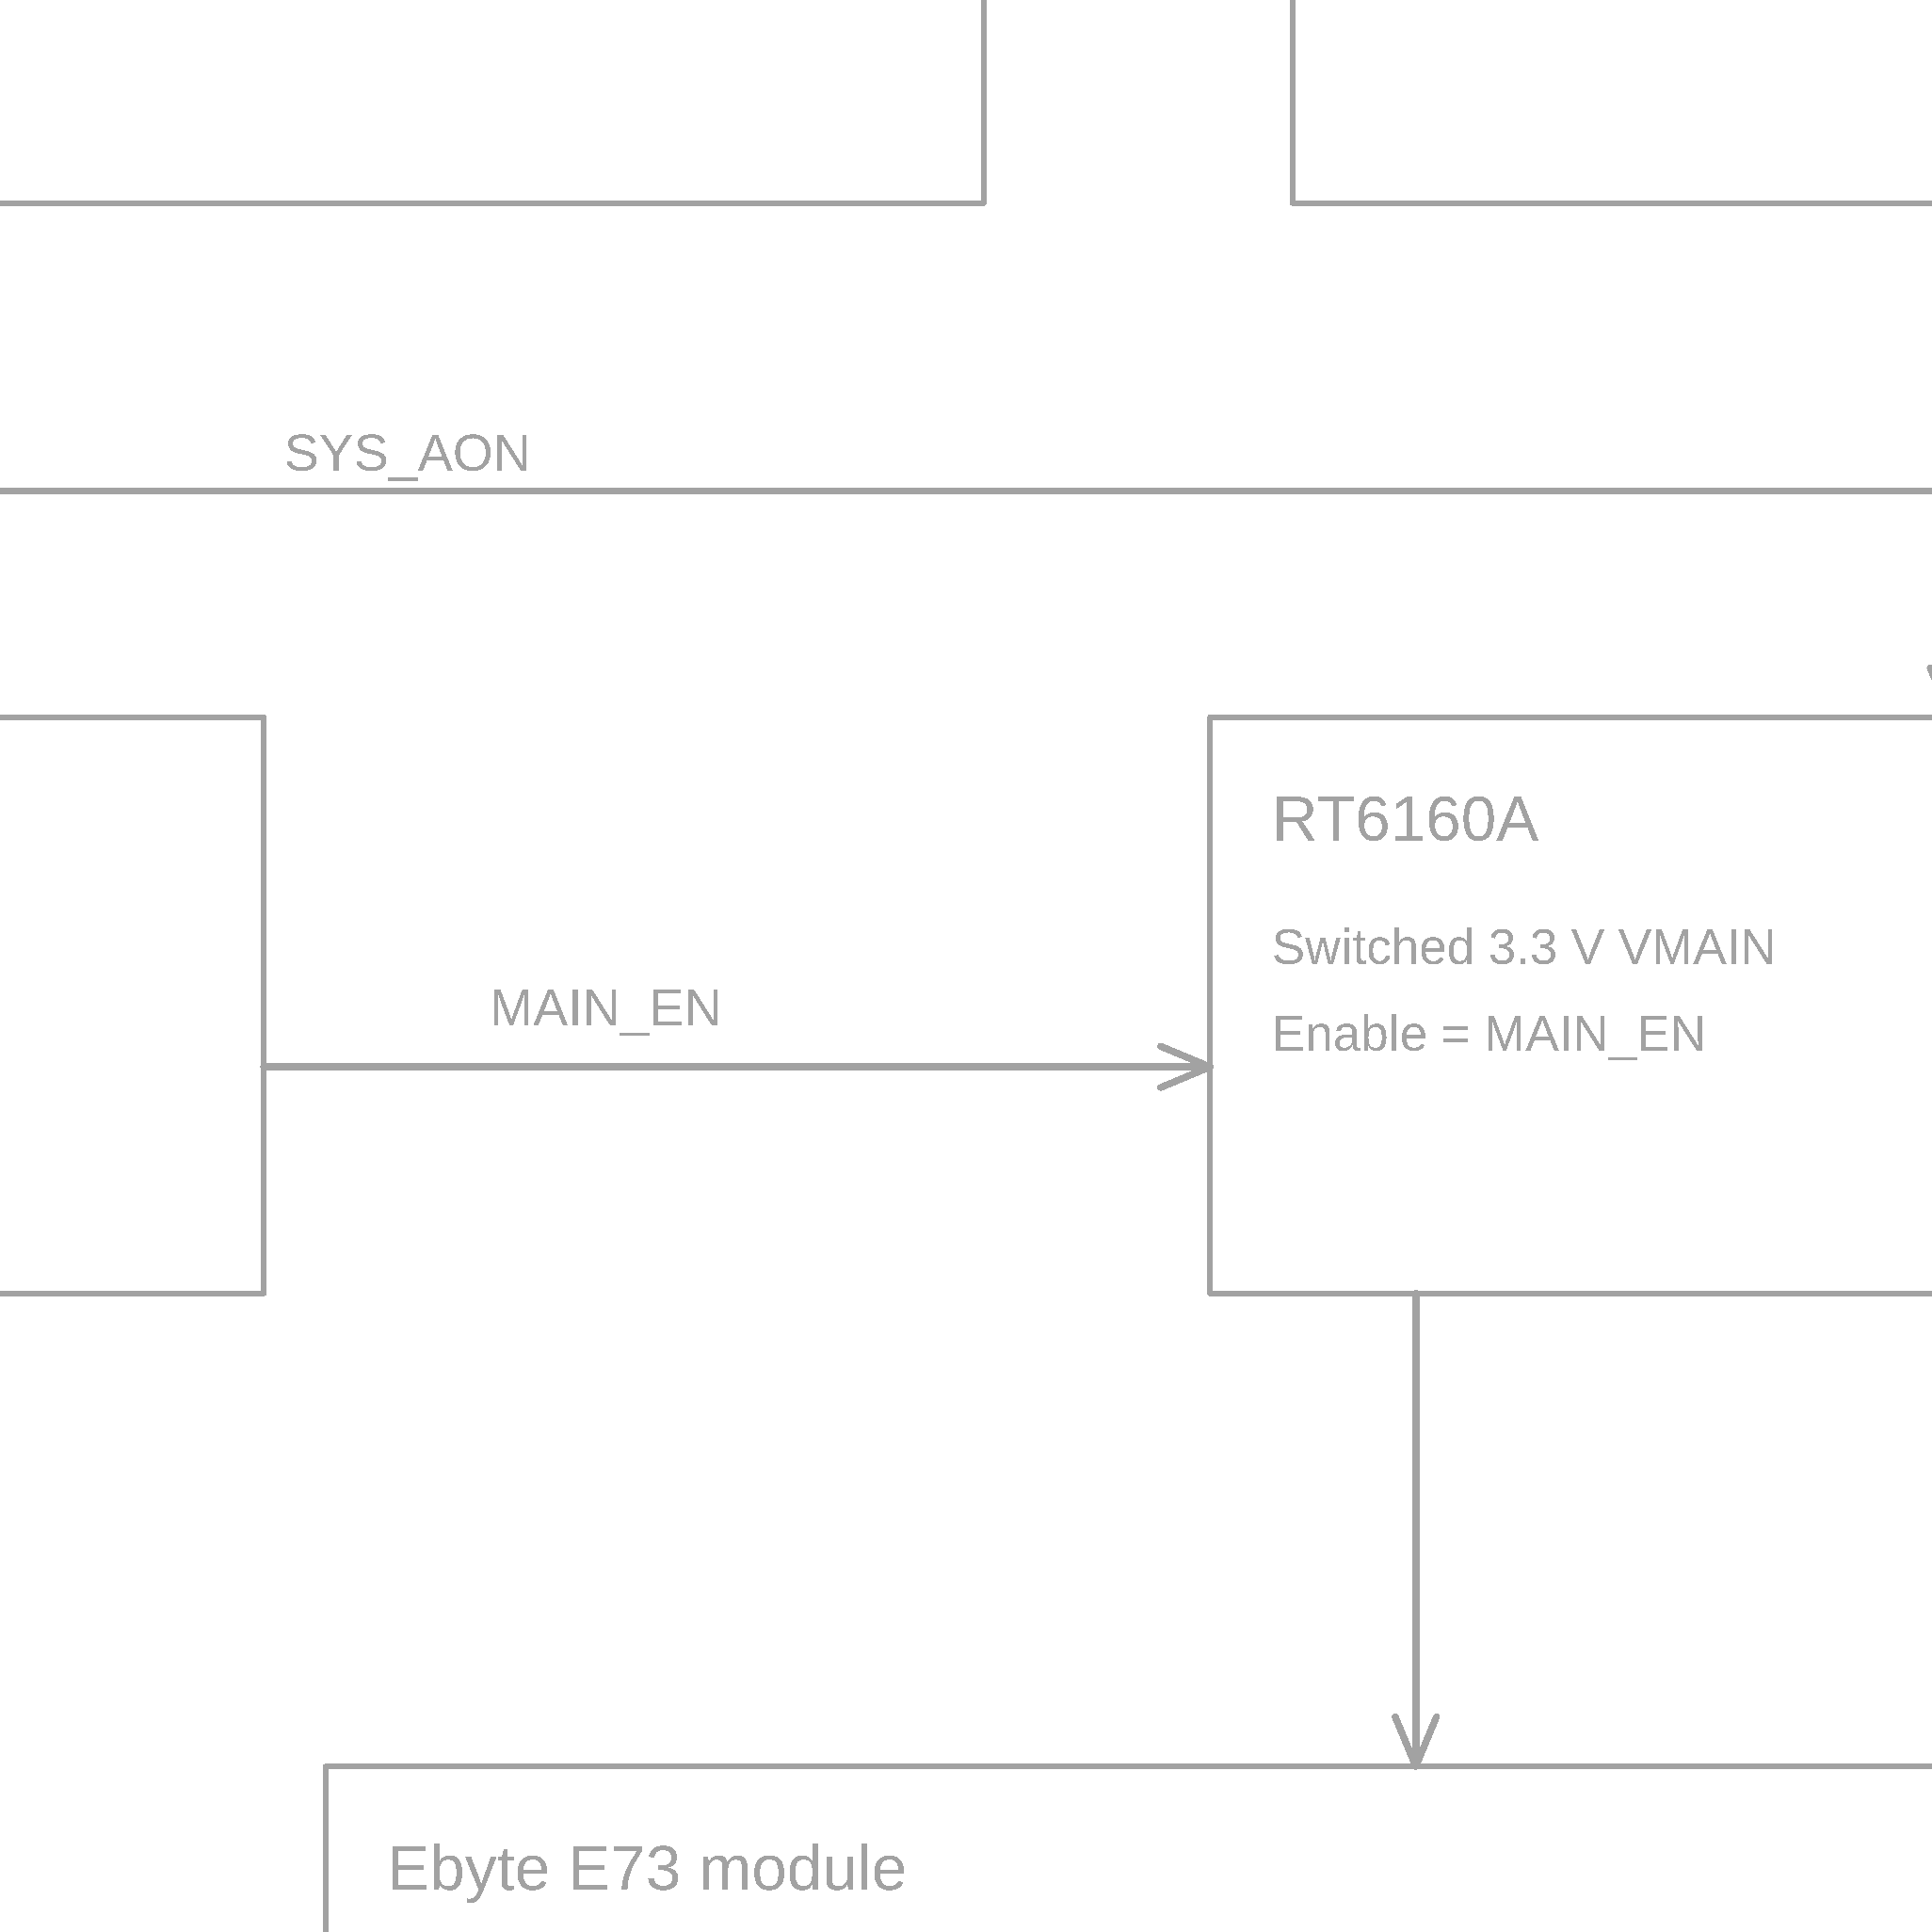 SYS_AON
RT6160A
Switched 3.3 V VMAIN
MAIN_EN
Enable = MAIN_EN
Ebyte E73 module